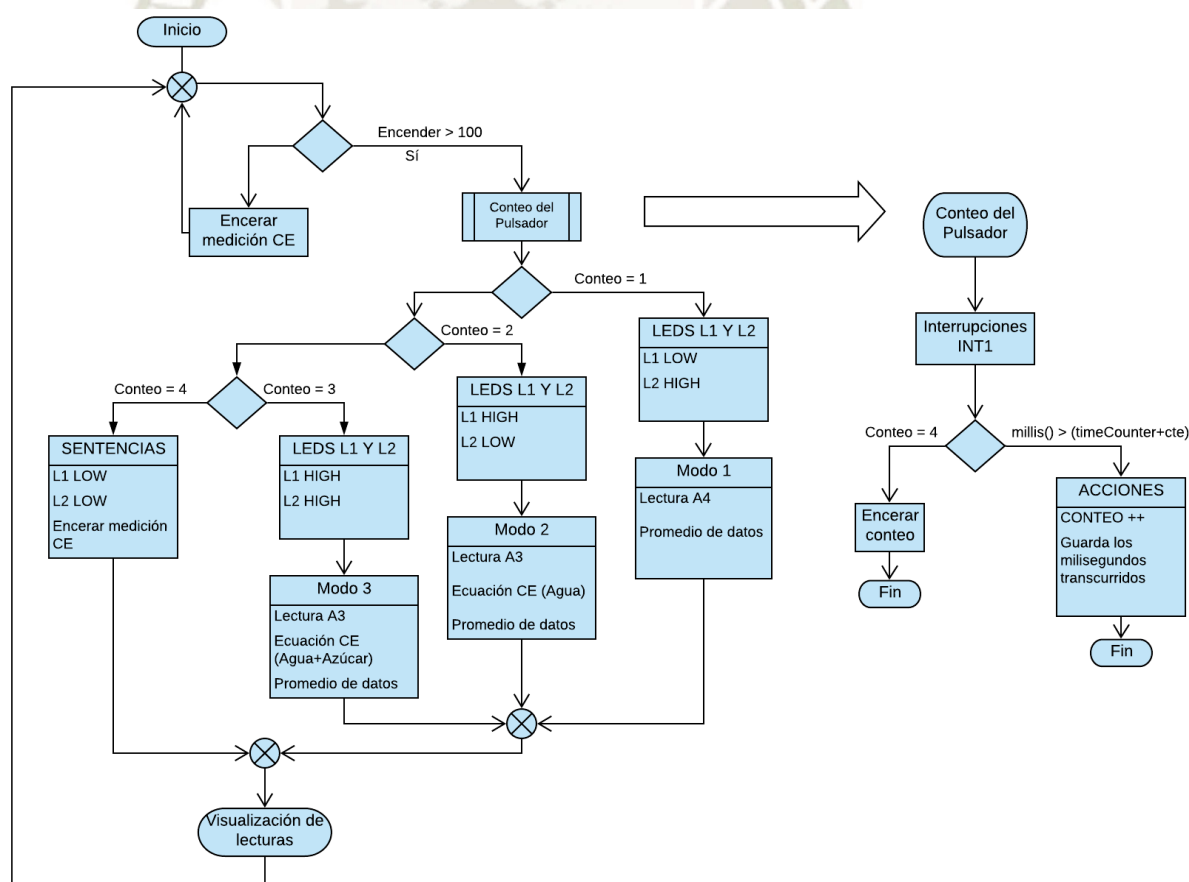 Inicio
Encender > 100
Sí
Encerar
medición CE
Conteo del
Pulsador
Conteo = 1
Conteo = 2
Conteo = 4
Conteo = 3
LEDS L1 Y L2
L1 LOW
L2 HIGH
LEDS L1 Y L2
L1 HIGH
L2 LOW
SENTENCIAS
L1 LOW
L2 LOW
Encerar medición
CE
LEDS L1 Y L2
L1 HIGH
L2 HIGH
Modo 1
Lectura A4
Promedio de datos
Modo 2
Lectura A3
Ecuación CE (Agua)
Promedio de datos
Modo 3
Lectura A3
Ecuación CE
(Agua+Azúcar)
Promedio de datos
Visualización de
lecturas
Conteo del
Pulsador
Interrupciones
INT1
Conteo = 4
millis() > (timeCounter+cte)
Encerar
conteo
Fin
ACCIONES
CONTEO ++
Guarda los
milisegundos
transcurridos
Fin